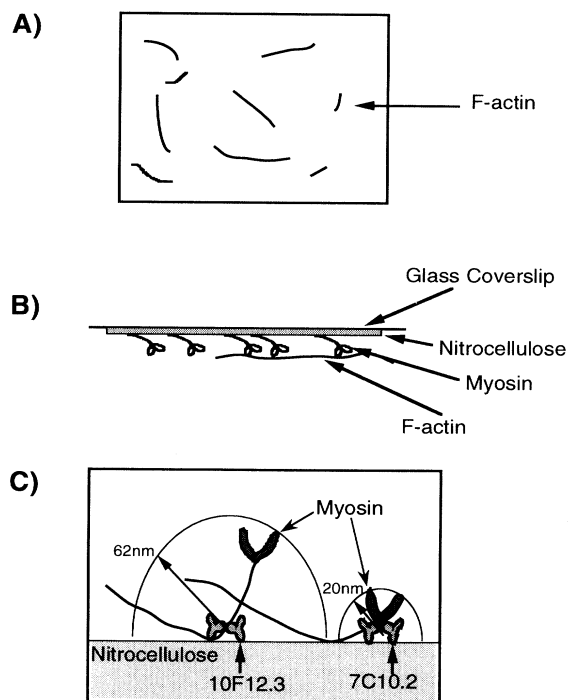 A)
F-actin
B)
Glass Coverslip
Nitrocellulose
Myosin
F-actin
C)
Myosin
62nm
20nm
Nitrocellulose
10F12.3
7C10.2